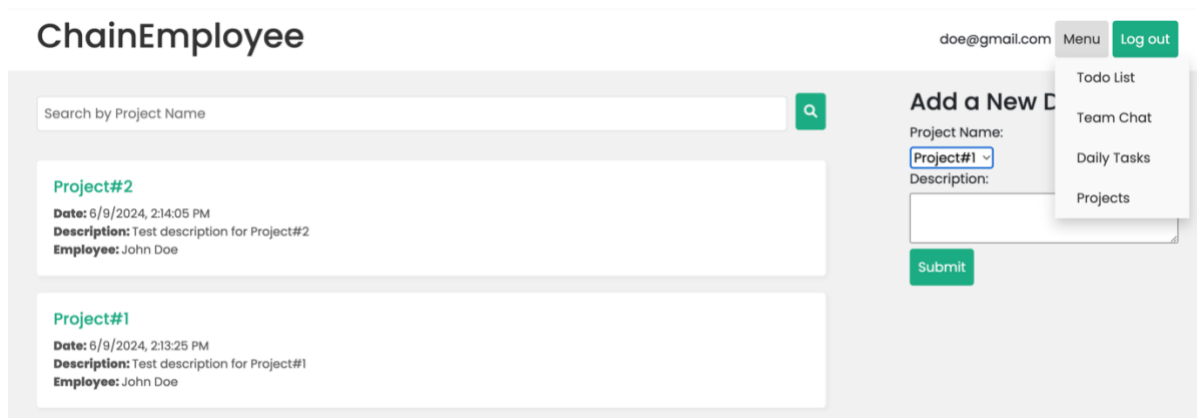 ChainEmployee
doe@gmail.com Menu Log out
Todo List
Team Chat
Daily Tasks
Projects
Search by Project Name
Project#2
Date: 6/9/2024, 2:14:05 PM
Description: Test description for Project#2
Employee: John Doe
Project#1
Date: 6/9/2024, 2:13:25 PM
Description: Test description for Project#1
Employee: John Doe
Add a New D
Project Name:
Project#1
Description:
Submit